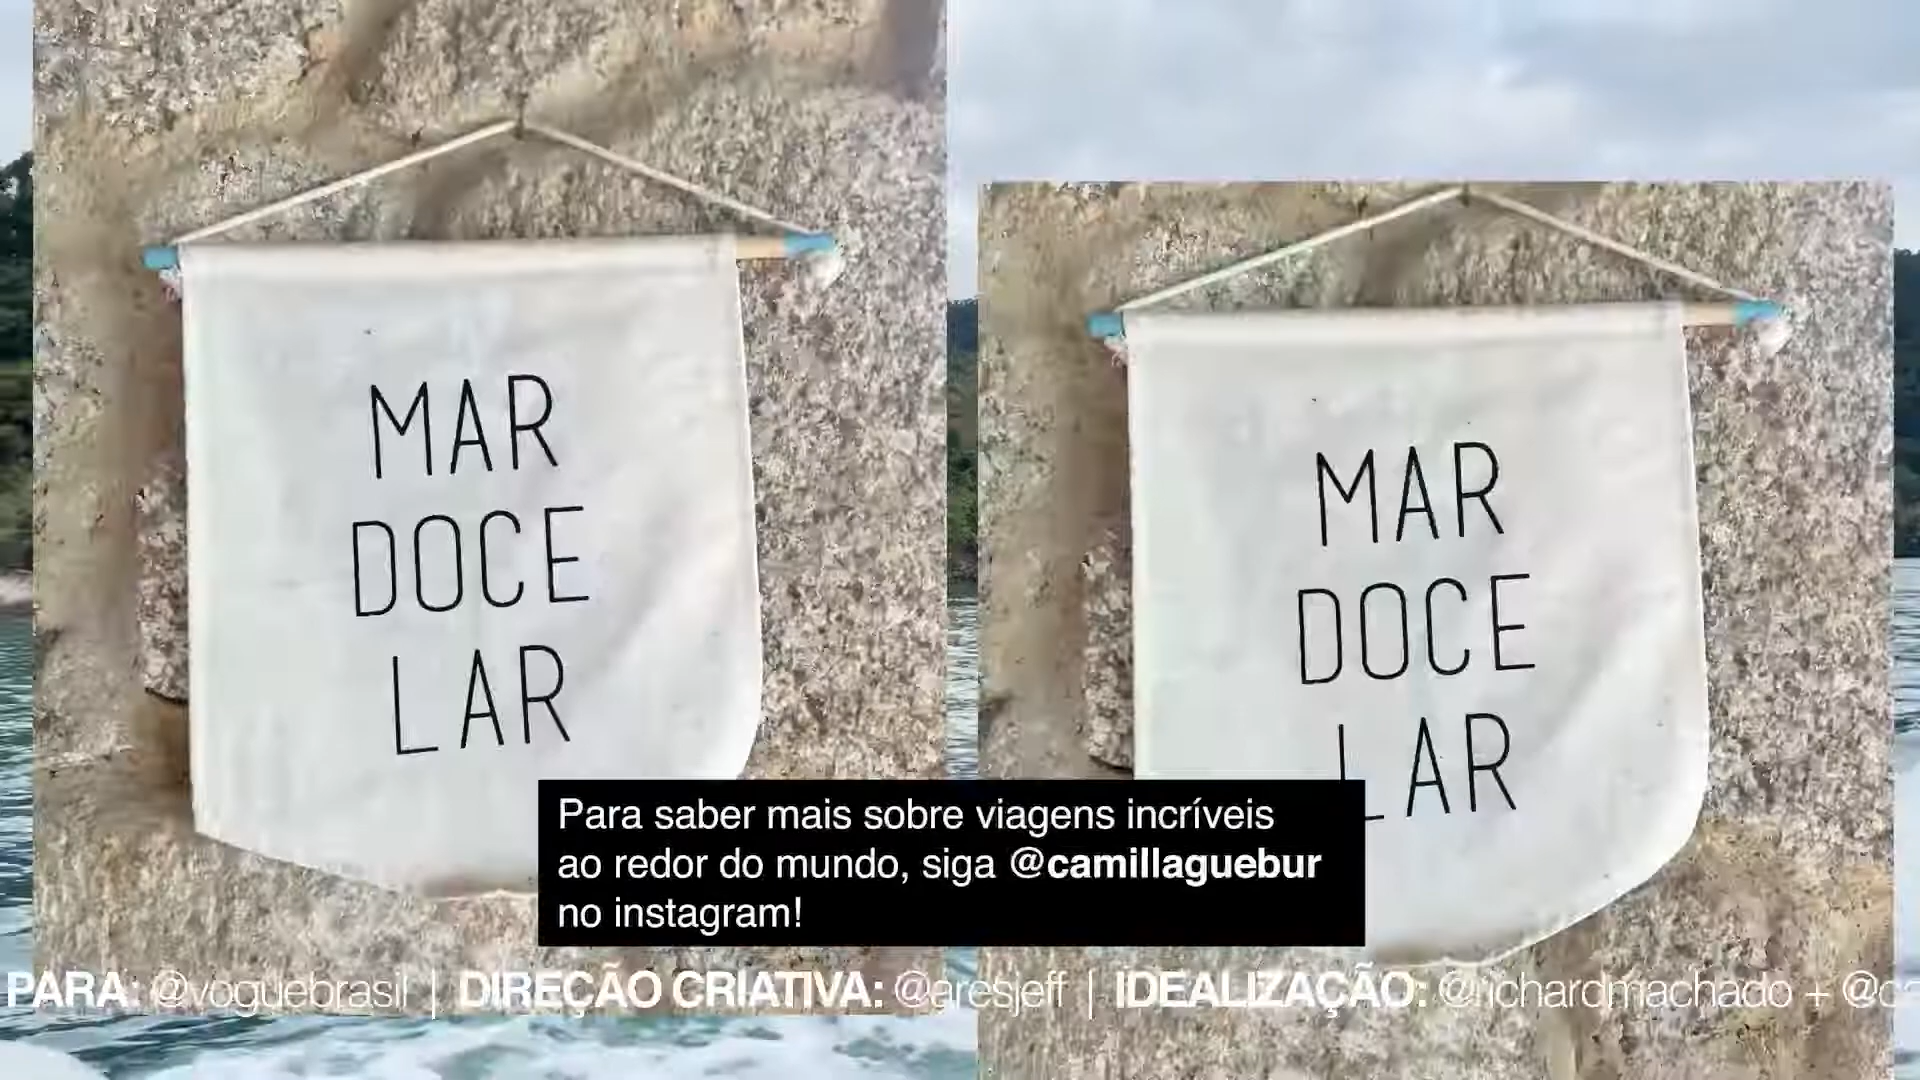 MAR
DOCE
LAR
MAR
DOCE
LAR
Para saber mais sobre viagens incríveis
ao redor do mundo, siga @camillaguebur
no instagram!
PARA: @voguebrasil | DIREÇÃO CRIATIVA: @aresjeff | IDEALIZAÇÃO: @richardmachado +